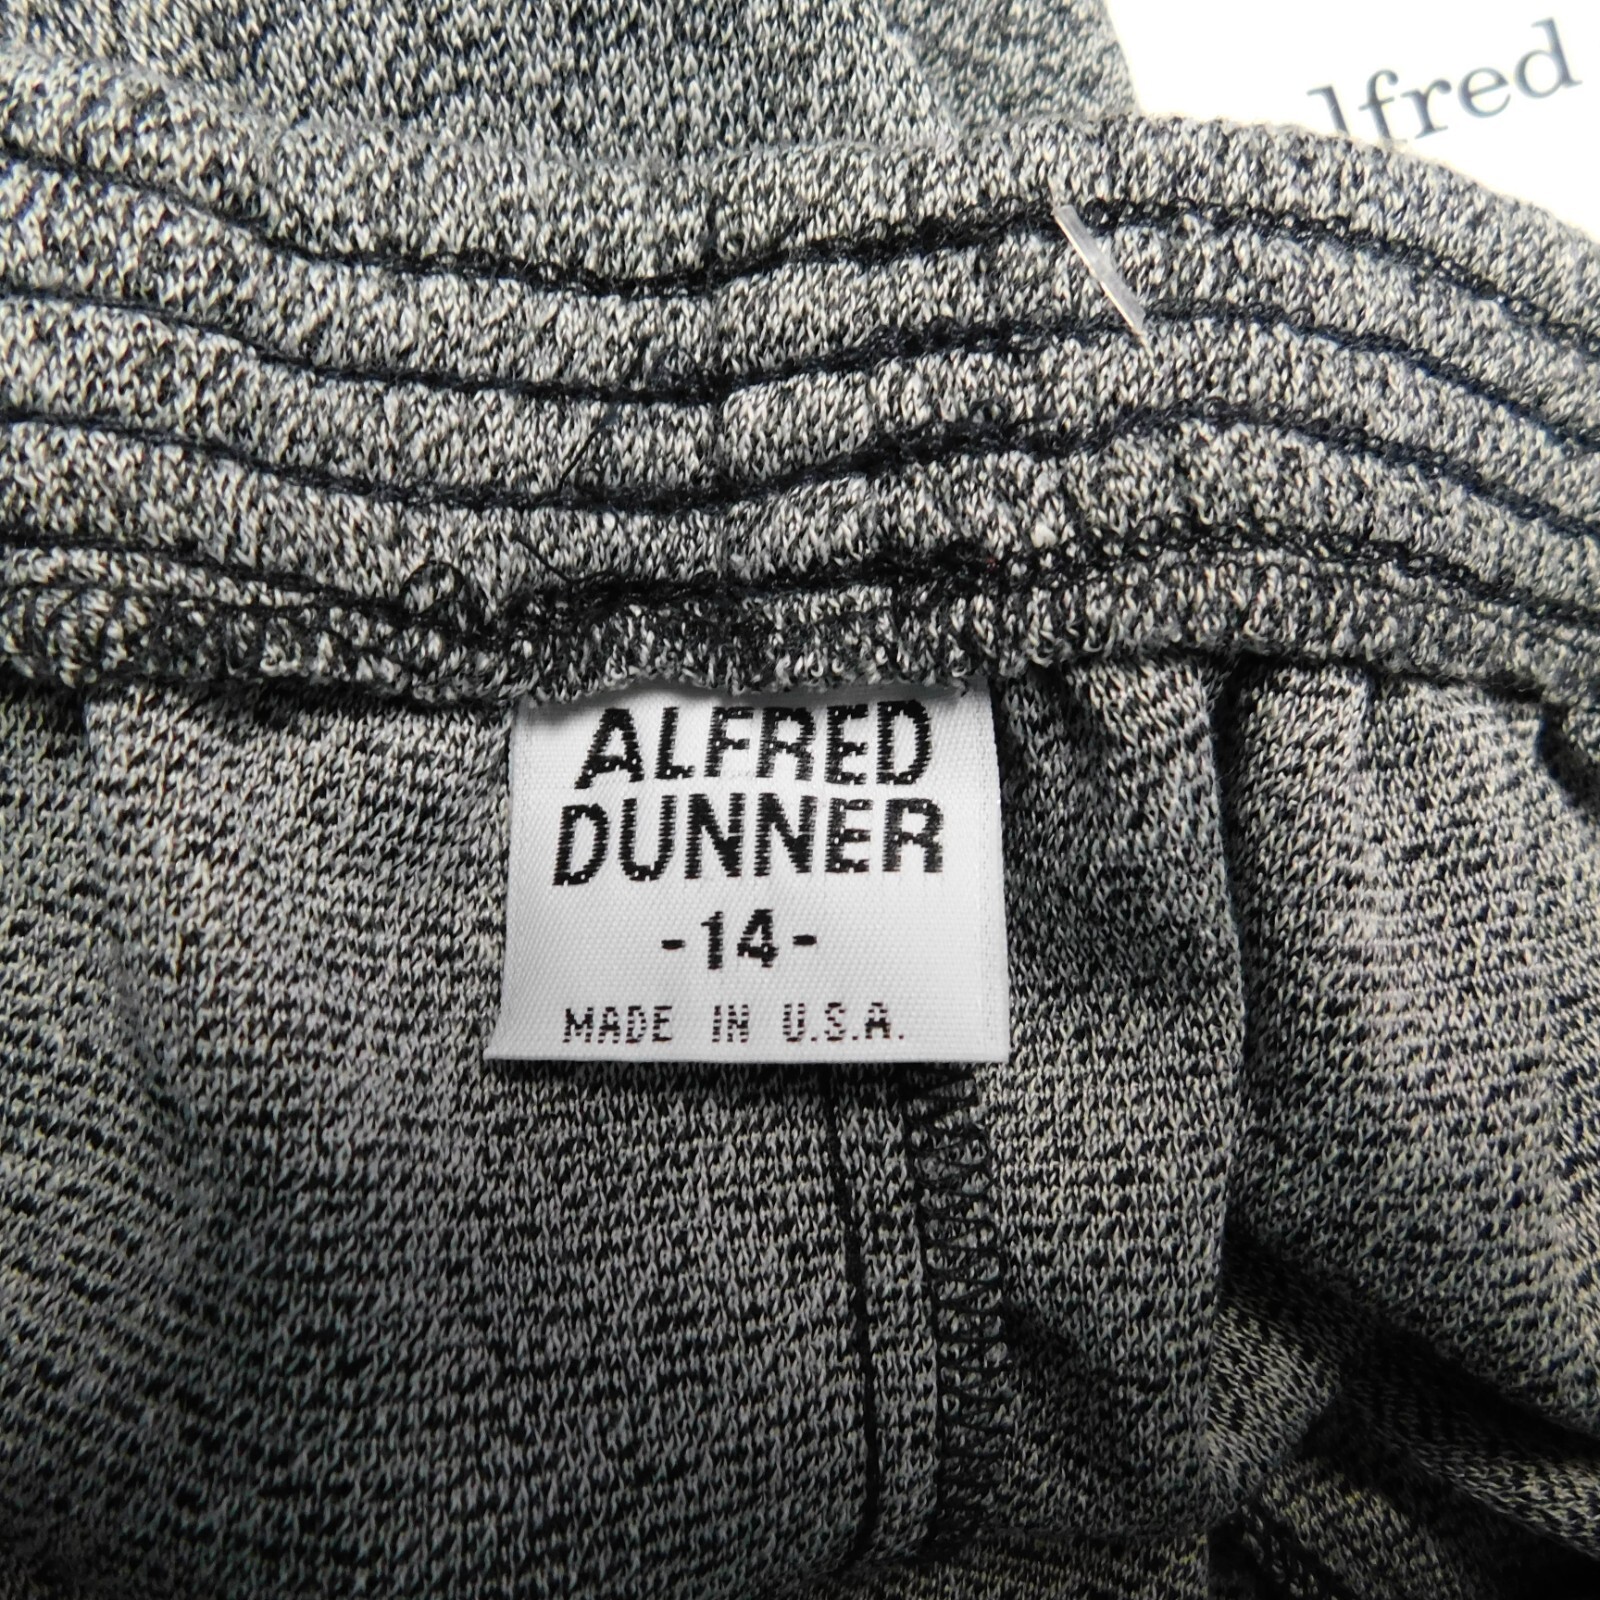 lfred
ALFRED
DUNNER
-14-
MADE IN U.S.A.